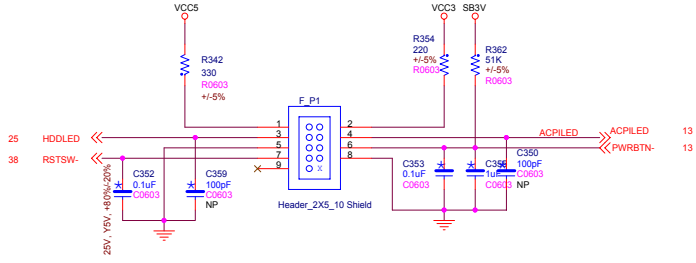 VCC5
VCC3 SB3V
R342
330
R0603
+/-5%
R354
220
+/-5%
R0603
R362
51K
+/-5%
R0603
F_P1
1 2
3 4
5 6
7 8
9 X
25 HDDLED
38 RSTSW-
ACPILED ACPILED 13
PWRBTN- 13
C352
0.1uF
C0603
25V, Y5V, +80%/-20%
C359
100pF
C0603
NP
Header_2X5_10 Shield
C353
0.1uF
C0603
1uF
C0603
C350
100pF
C0603
NP